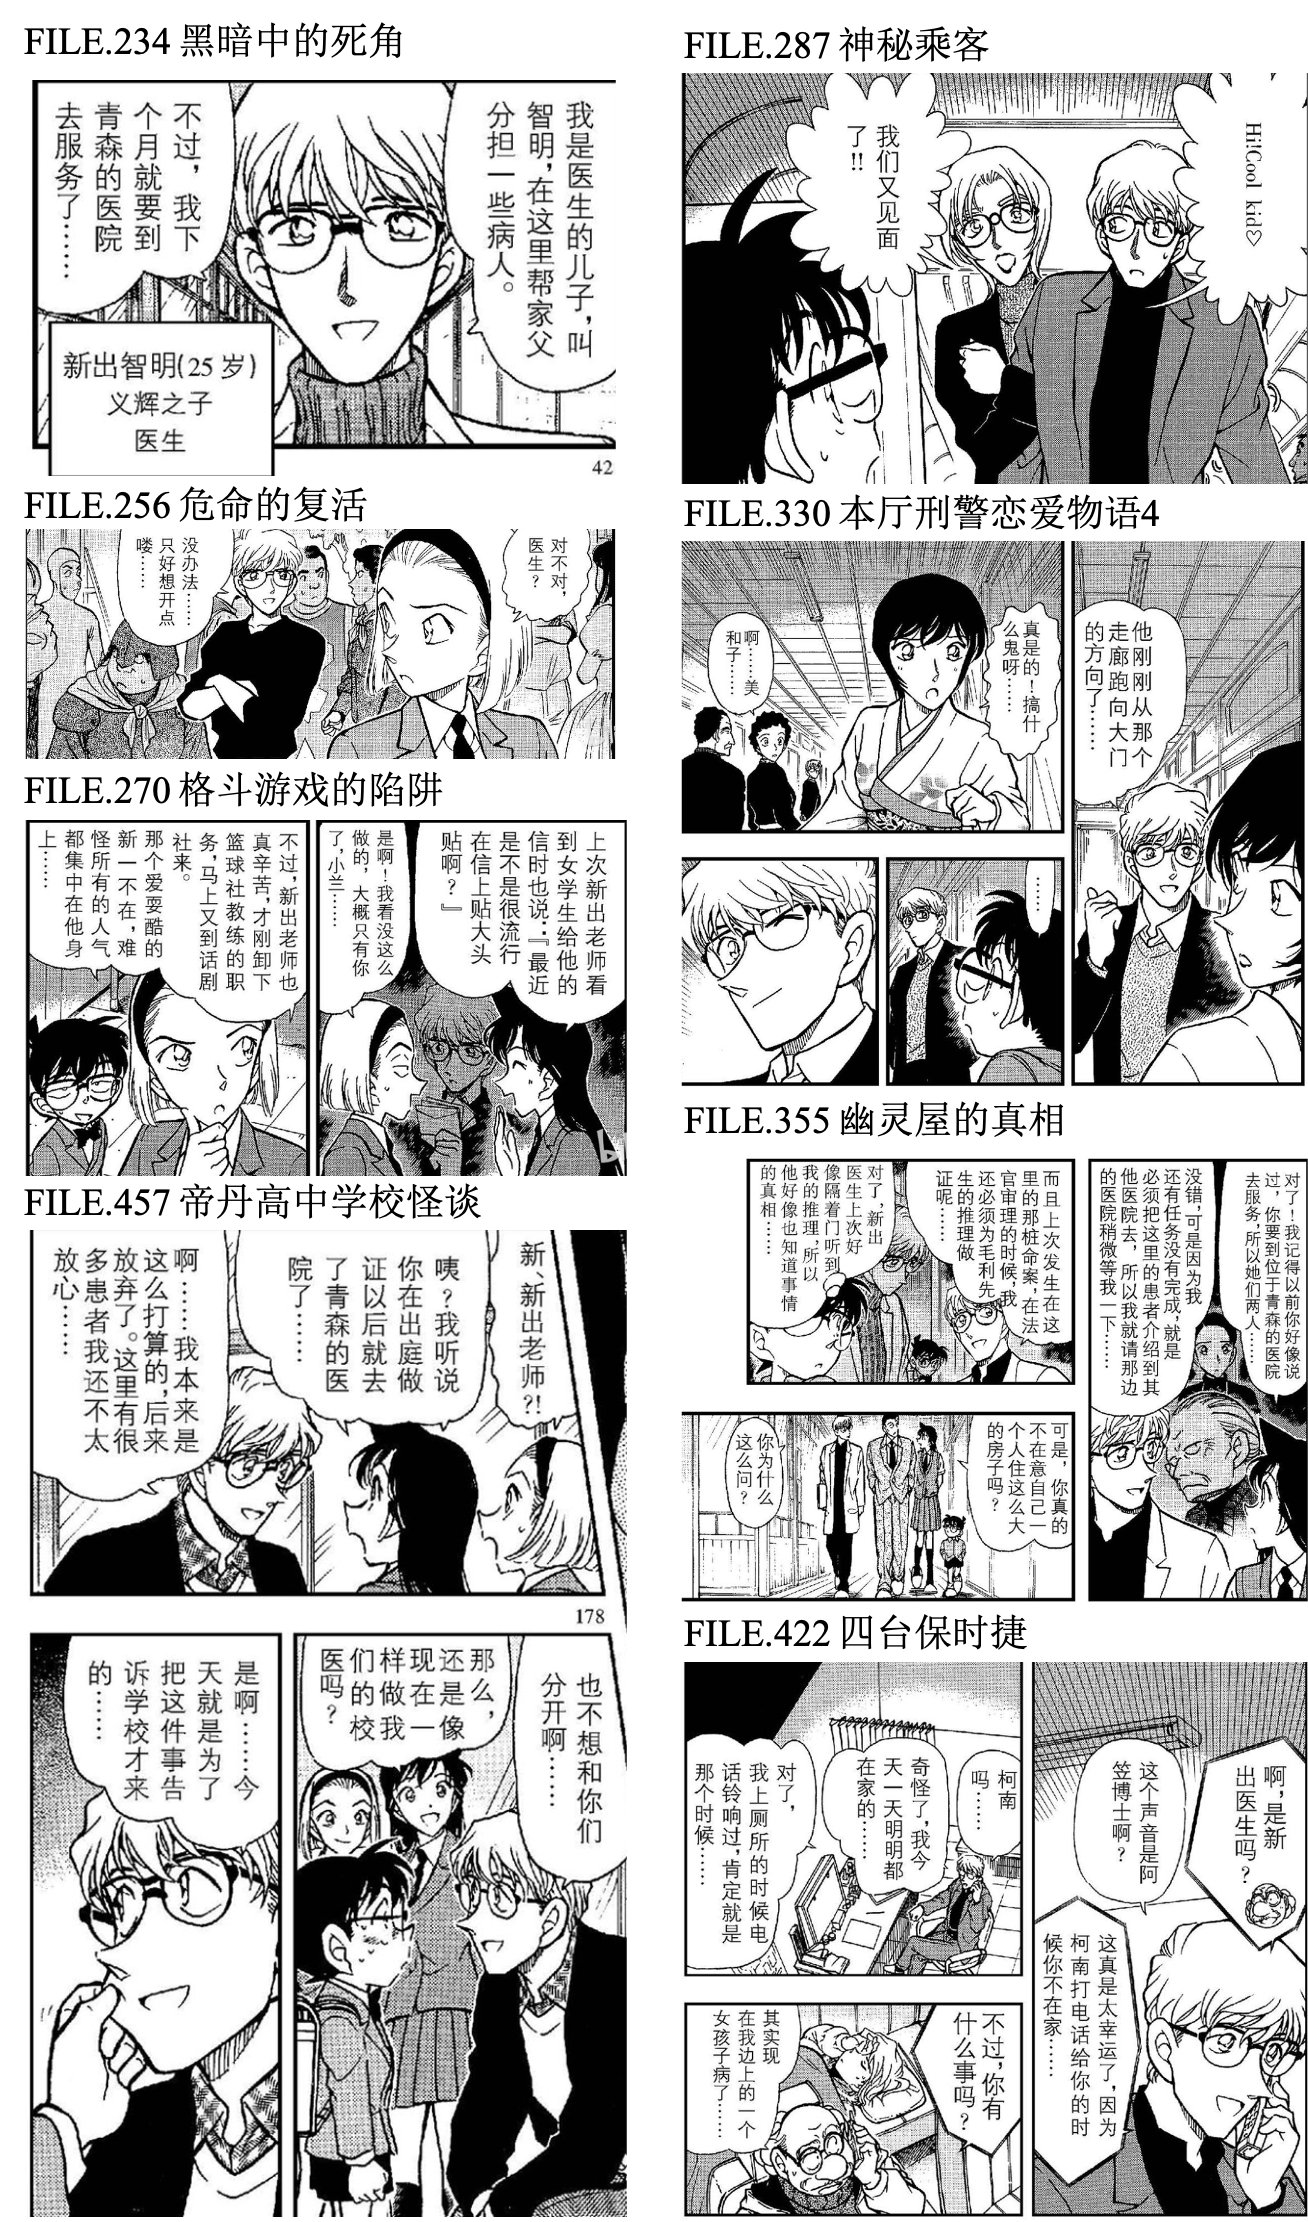 FILE.234 黑暗中的死角
我是医生的儿子,叫
智明,在这里帮家父
分担一些病人。
不过,我下
个月就要到
青森的医院
去服务了……
新出智明(25 岁)
义辉之子
医生
42
FILE.256 危命的复活
对不对,
医生?
没办法……
只好想开点
喽……
FILE.270 格斗游戏的陷阱
上次新出老师看
到女学生给他的
信时也说:『最近
是不是很流行
在信上贴大头
贴啊?』
是啊!我看没这么
做的,大概只有你
了,小兰……
不过,新出老师也
真辛苦,才刚卸下
篮球社教练的职
务,马上又到话剧
社来。
那个爱耍酷的
新一不在,难
怪所有的人气
都集中在他身
上……
FILE.457 帝丹高中学校怪谈
新、新出老师?!
咦?我听说
你在出庭做
证以后就去
了青森的医
院了……
啊……我本来是
这么打算的,后来
放弃了。这里有很
多患者我还不太
放心……
178
也不想和你们
分开啊……
那么,
还是像
现在一
样做我
们的校
医吗?
是啊……今
天就是为了
把这件事告
诉学校才来
的……
FILE.287 神秘乘客
Hi!Cool kid♡
我们又见面
了!!
FILE.330 本厅刑警恋爱物语4
他刚刚从那个
走廊跑向大门
的方向了……
真是的!搞什
么鬼呀……
啊……美
和子……
……
FILE.355 幽灵屋的真相
对了!我记得以前你好像说
过,你要到位于青森的医院
去服务,所以她们两人……
没错,可是因为我
还有任务没有完成,就是
必须把这里的患者介绍到其
他医院去,所以我就请那边
的医院稍微等我一下……
而且上次发生在这
里的那桩命案,在法
官审理的时候,我
还必须为毛利先
生的推理做
证呢……
对了,新出
医生上次好
像隔着门听到
我的推理,所以
他好像也知道事情
的真相……
可是,你真的
不在意自己一
个人住这么大
的房子吗?
你为什么
这么问?
FILE.422 四台保时捷
啊,是新
出医生吗?
这个声音是阿
笠博士啊?
这真是太幸运了,因为
柯南打电话给你的时
候你不在家……
柯南
吗……
奇怪了,我今
天一天明明都
在家的……
对了,
我上厕所的时候电
话铃响过,肯定就是
那个时候……
不过,你有
什么事吗?
其实现
在我边上的一个
女孩子病了……